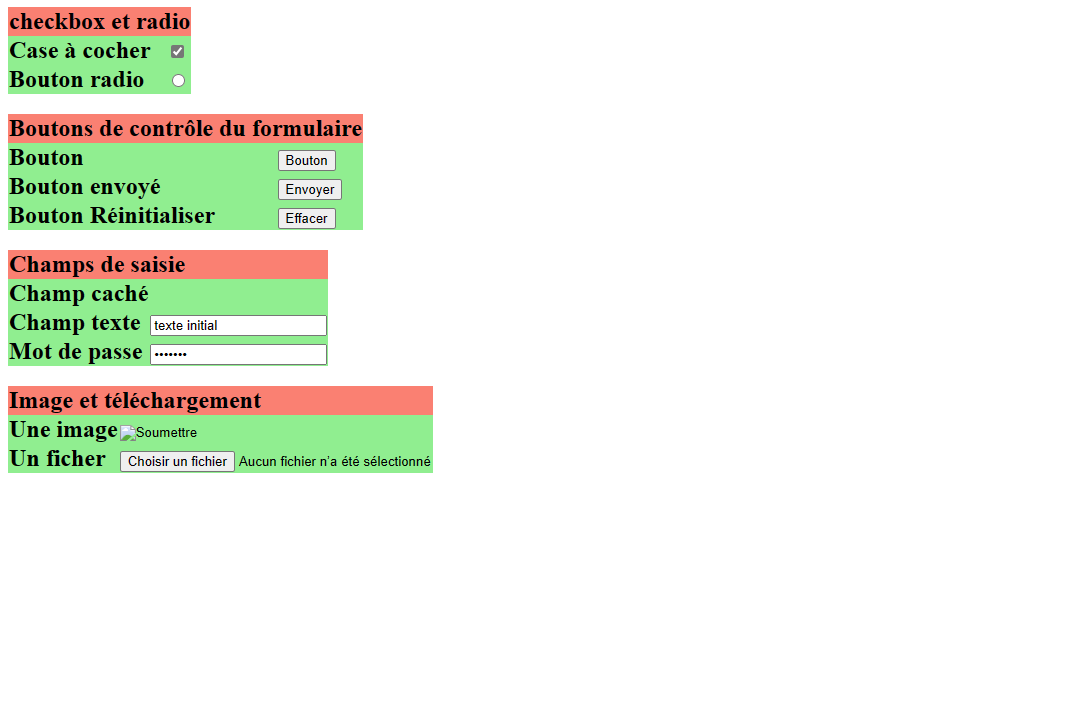 checkbox et radio
Case à cocher
Bouton radio
Boutons de contrôle du formulaire
Bouton Bouton
Bouton envoyé Envoyer
Bouton Réinitialiser Effacer
Champs de saisie
Champ caché
Champ texte texte initial
Mot de passe •••••••
Image et téléchargement
Une image Soumettre
Un ficher Choisir un fichier Aucun fichier n'a été sélectionné